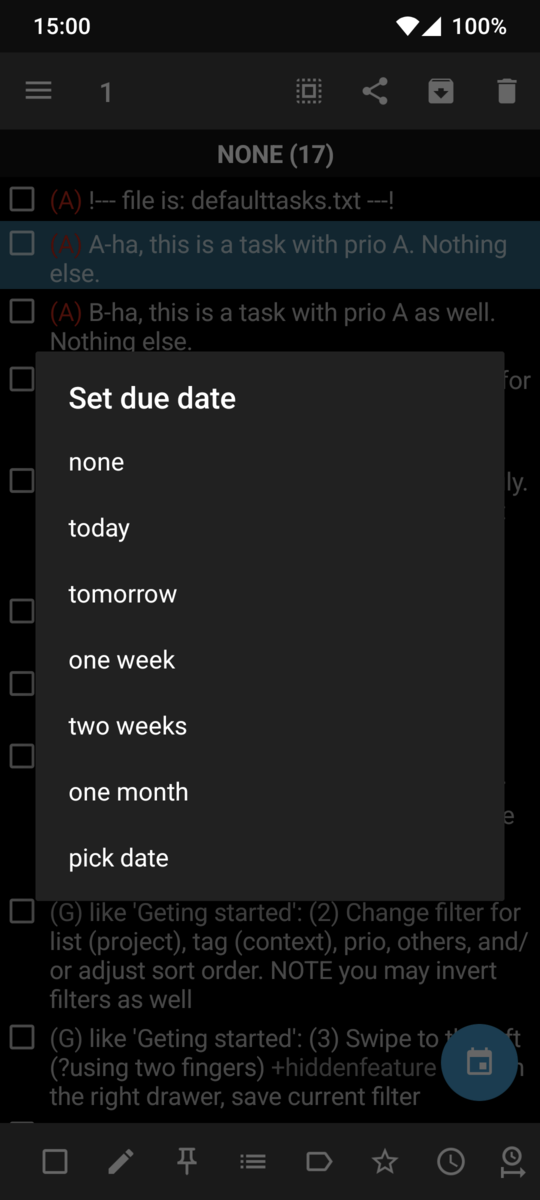 15:00
100%
1
NONE (17)
(A) !--- file is: defaulttasks.txt ---!
(A) A-ha, this is a task with prio A. Nothing
else.
(A) B-ha, this is a task with prio A as well.
Nothing else.
for
ly.
Set due date
none
today
tomorrow
one week
two weeks
one month
pick date
(G) like 'Geting started': (2) Change filter for
list (project), tag (context), prio, others, and/
or adjust sort order. NOTE you may invert
filters as well
(G) like 'Geting started': (3) Swipe to
(?using two fingers) +hiddenfeature
the right drawer, save current filter